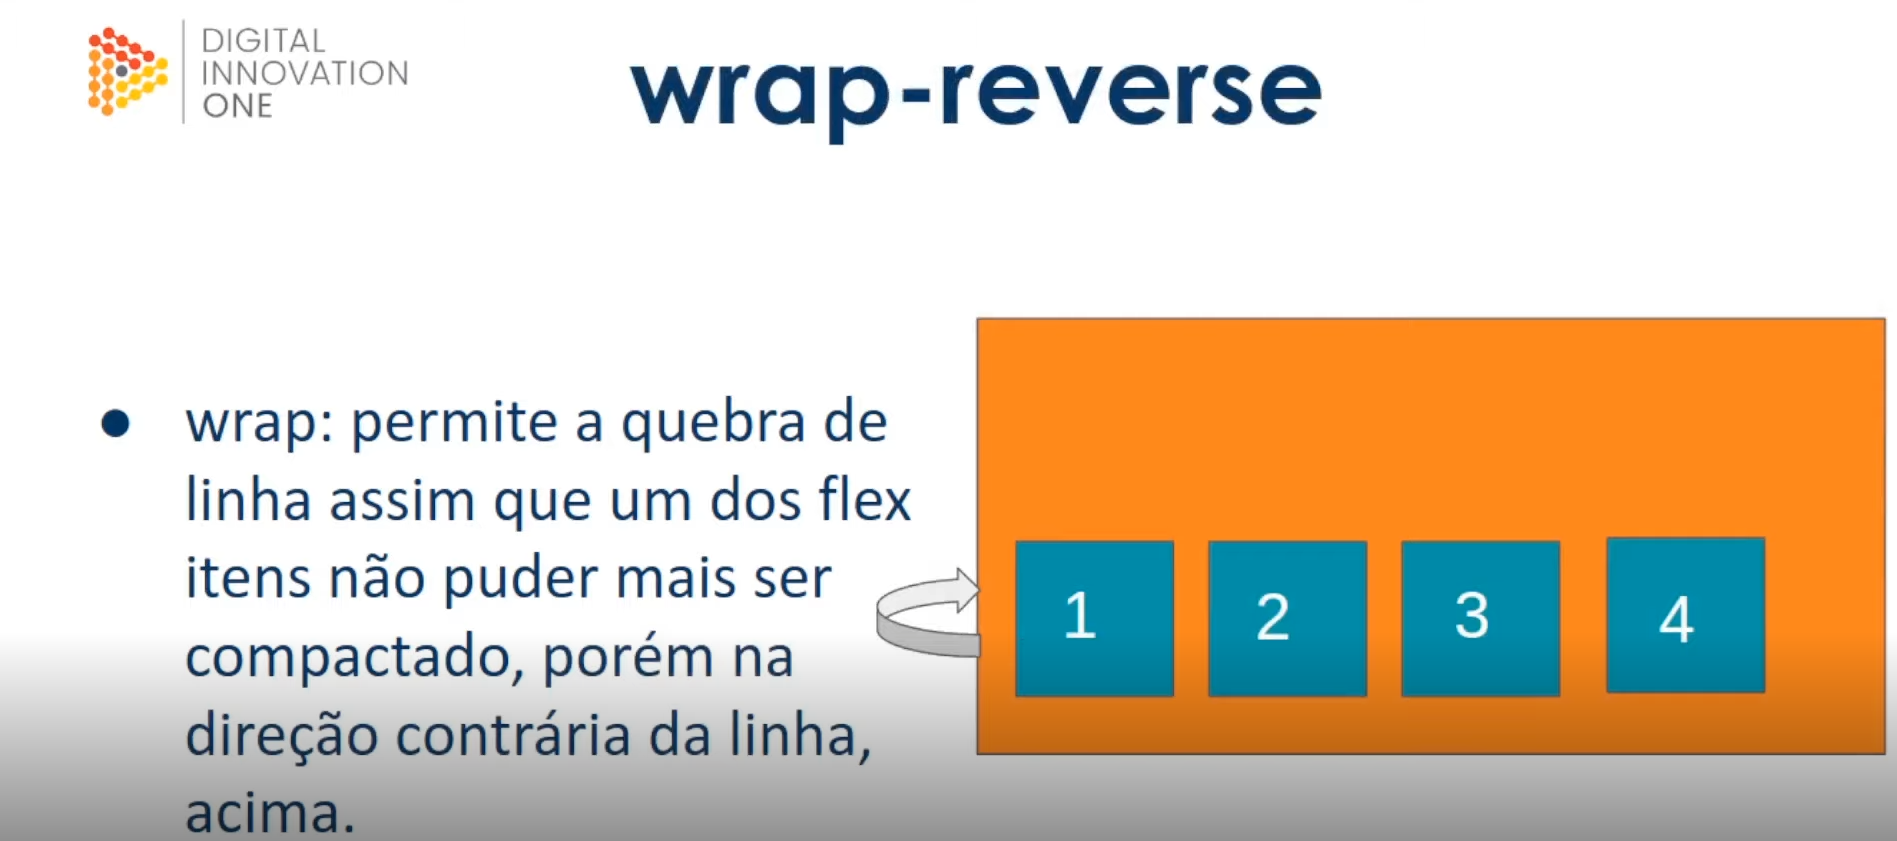 DIGITAL
INNOVATION
ONE
wrap-reverse
● wrap: permite a quebra de
linha assim que um dos flex
itens não puder mais ser
compactado, porém na
direção contrária da linha,
acima.
1 2 3 4